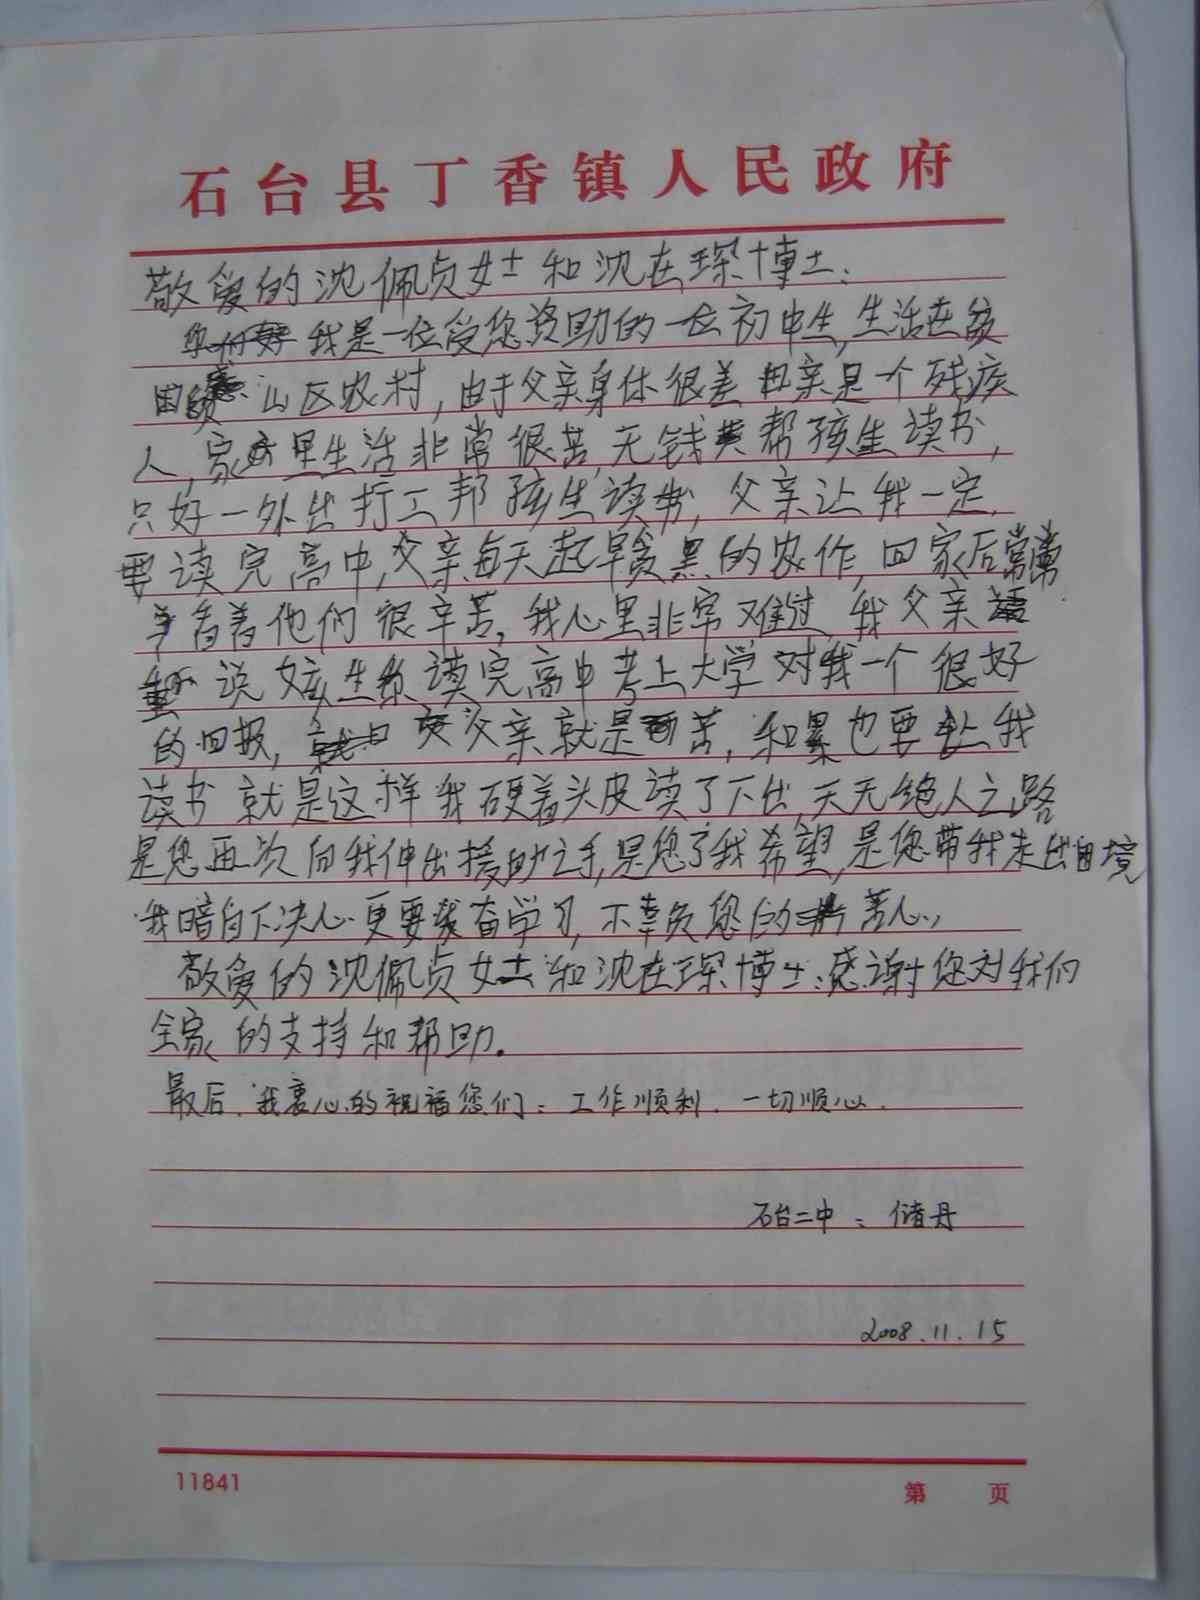 石台县丁香镇人民政府
敬爱的沈佩贞女士和沈在琛博士:
我是一位受您资助的一位初中生,生活在贫
困山区农村,由于父亲身体很差母亲是一个残疾
人,家里生活非常很苦,无钱帮孩生读书,
只好一外出打工邦孩生读书,父亲让我一定
要读完高中,父亲每天起早贪黑的农作,回家后常常
看着他们很辛苦,我心里非常难过,我父亲
说女孩生你读完高中考上大学对我一个很好
的回报,父亲就是苦,和累也要让我
读书就是这样我硬着头皮读了下出,天无绝人之路
是您再次向我伸出援助之手,是您了我希望,是您带我走出困境
我暗自下决心更要发奋学习,不辜负您的苦心,
敬爱的沈佩贞女士和沈在琛博士:感谢您对我们
全家的支持和帮助。
最后,我衷心的祝福您们:工作顺利,一切顺心.
石台二中:储丹
2008.11.15
11841
第 页